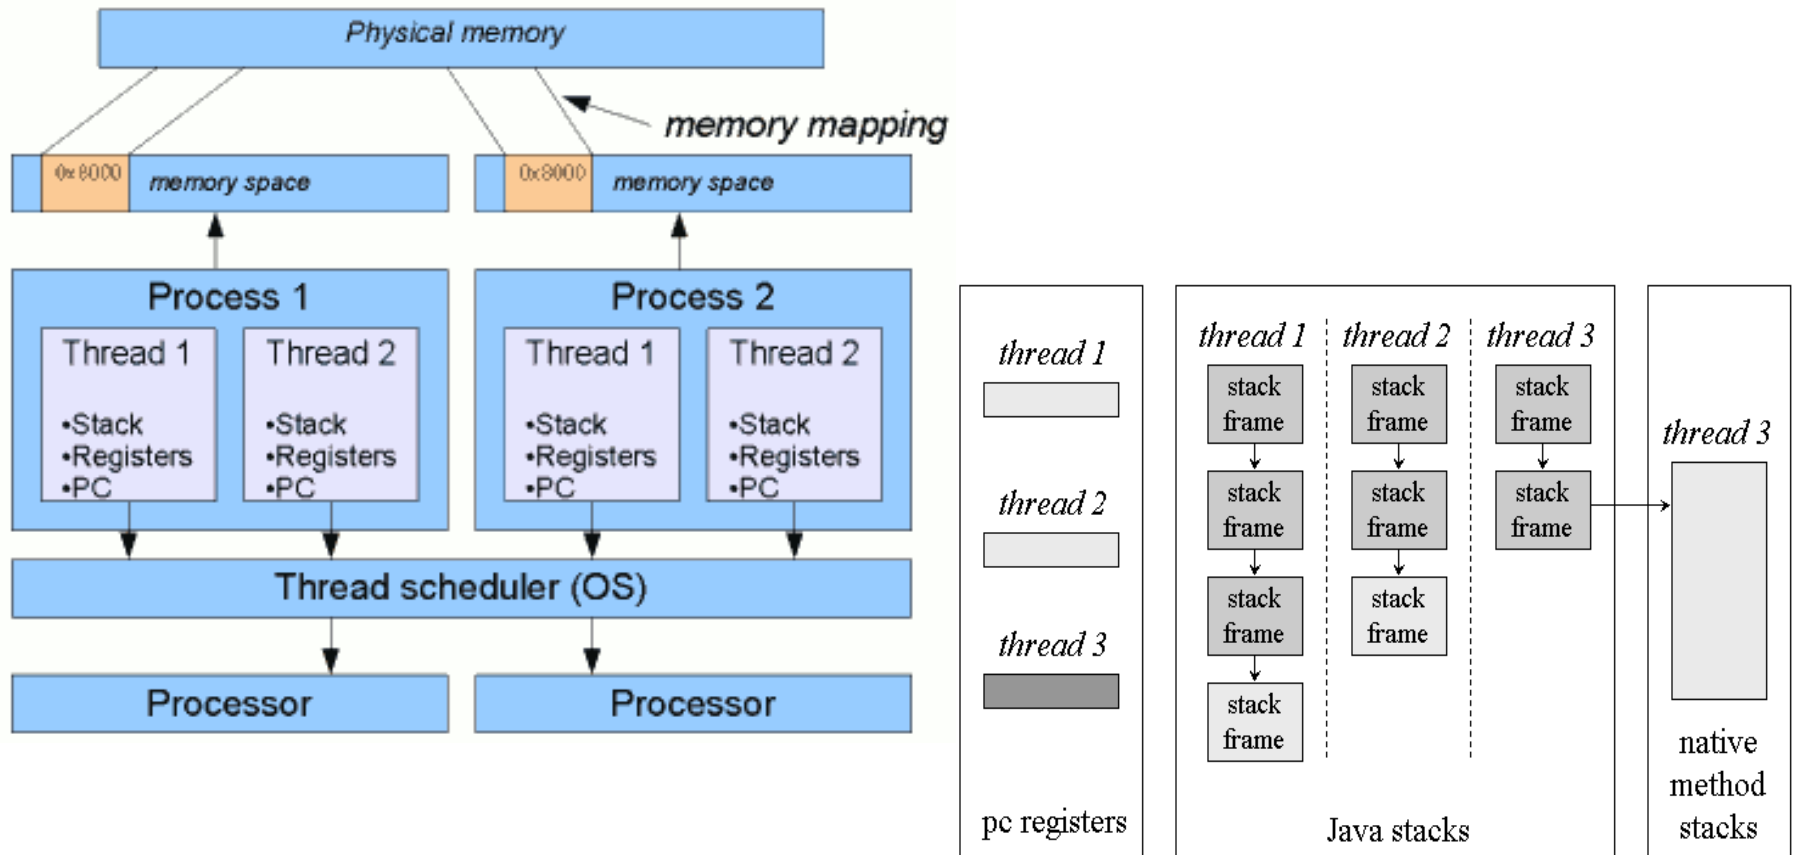 Physical memory
memory mapping
0x8000
memory space
0x8000
memory space
Process 1
Process 2
Thread 1
•Stack
•Registers
•PC
Thread 2
•Stack
•Registers
•PC
Thread 1
•Stack
•Registers
•PC
Thread 2
•Stack
•Registers
•PC
Thread scheduler (OS)
Processor
Processor
thread 1
thread 2
thread 3
pc registers
thread 1
stack
frame
stack
frame
stack
frame
stack
frame
thread 2
stack
frame
stack
frame
stack
frame
thread 3
stack
frame
stack
frame
Java stacks
thread 3
native
method
stacks